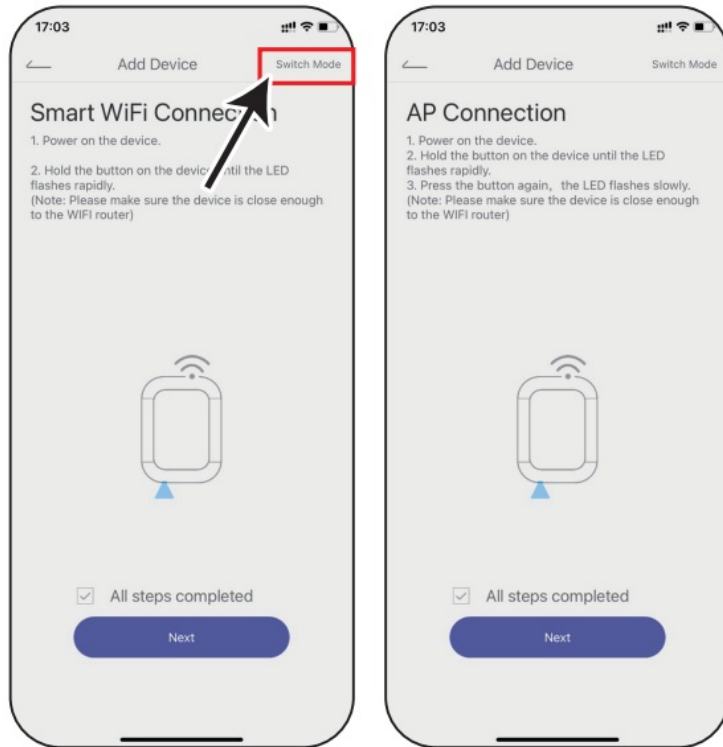 17:03
Add Device
Switch Mode
Smart WiFi Connection
1. Power on the device.
2. Hold the button on the device until the LED
flashes rapidly.
(Note: Please make sure the device is close enough
to the WIFI router)
All steps completed
Next
17:03
Add Device
Switch Mode
AP Connection
1. Power on the device.
2. Hold the button on the device until the LED
flashes rapidly.
3. Press the button again, the LED flashes slowly.
(Note: Please make sure the device is close enough
to the WIFI router)
All steps completed
Next